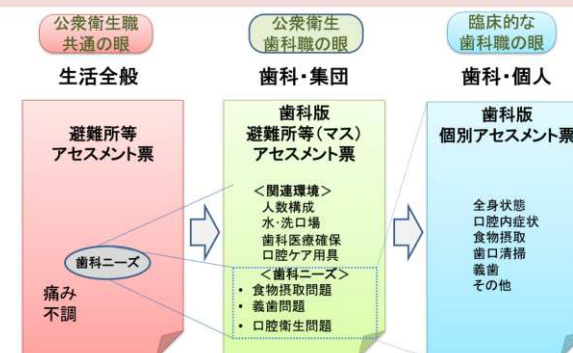 公衆衛生職
共通の眼
生活全般
避難所等
アセスメント票
歯科ニーズ
痛み
不調
公衆衛生
歯科職の眼
歯科・集団
歯科版
避難所等(マス)
アセスメント票
<関連環境>
人数構成
水・洗口場
歯科医療確保
口腔ケア用具
<歯科ニーズ>
• 食物摂取問題
• 義歯問題
• 口腔衛生問題
臨床的な
歯科職の眼
歯科・個人
歯科版
個別アセスメント票
全身状態
口腔内症状
食物摂取
歯口清掃
義歯
その他